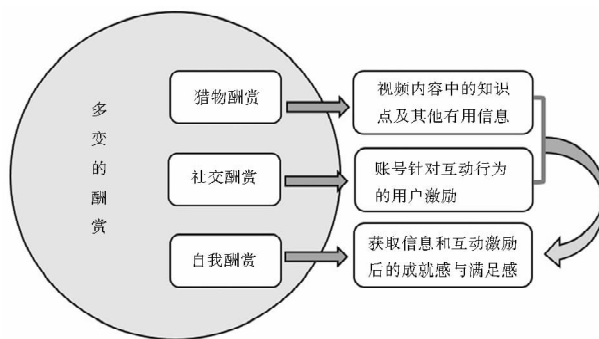 多变的酬赏
猎物酬赏
视频内容中的知识
点及其他有用信息
社交酬赏
账号针对互动行为
的用户激励
自我酬赏
获取信息和互动激励
后的成就感与满足感